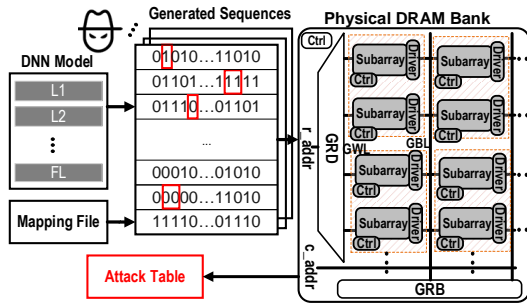 Generated Sequences
Physical DRAM Bank
DNN Model
L1
L2
FL
Mapping File
01010...11010
01101...11111
01110...01101
...
00010...01010
00000...11010
11110...01110
Attack Table
Ctrl
r_addr
c_addr
GRD
GWL
GBL
Subarray
Driver
Ctrl
Subarray
Driver
Ctrl
Subarray
Driver
Ctrl
Subarray
Driver
Ctrl
Subarray
Driver
Ctrl
Subarray
Driver
Ctrl
Subarray
Driver
Ctrl
Subarray
Driver
Ctrl
GRB